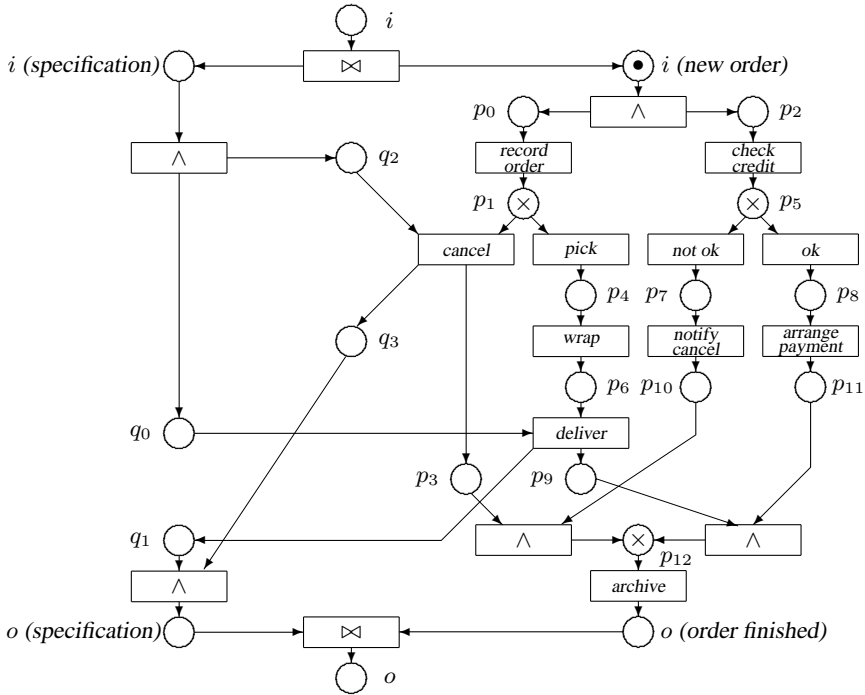 i
i (specification)
⋈
i (new order)
p0
∧
p2
record
order
check
credit
∧
q2
p1
×
×
p5
cancel
pick
not ok
ok
p4
p7
p8
q3
wrap
notify
cancel
arrange
payment
p6
p10
p11
q0
deliver
p3
p9
q1
∧
×
∧
p12
∧
archive
o (specification)
⋈
o (order finished)
o